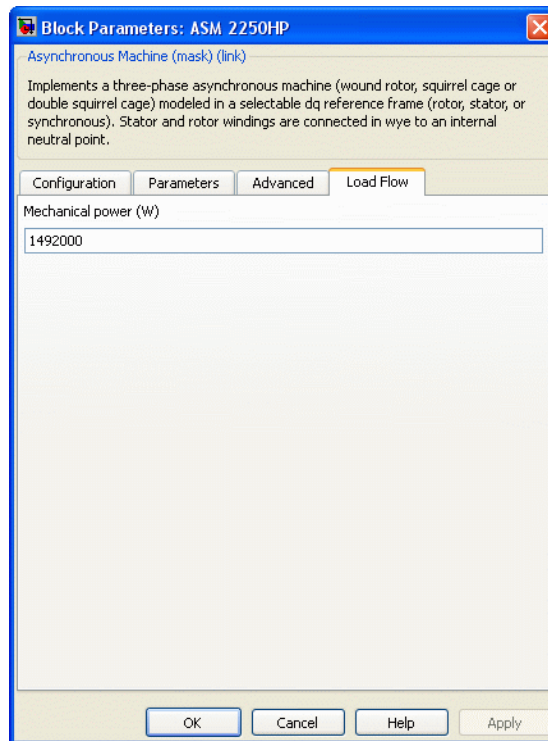 Block Parameters: ASM 2250HP
Asynchronous Machine (mask) (link)
Implements a three-phase asynchronous machine (wound rotor, squirrel cage or
double squirrel cage) modeled in a selectable dq reference frame (rotor, stator, or
synchronous). Stator and rotor windings are connected in wye to an internal
neutral point.
Configuration Parameters Advanced Load Flow
Mechanical power (W)
1492000
OK Cancel Help Apply